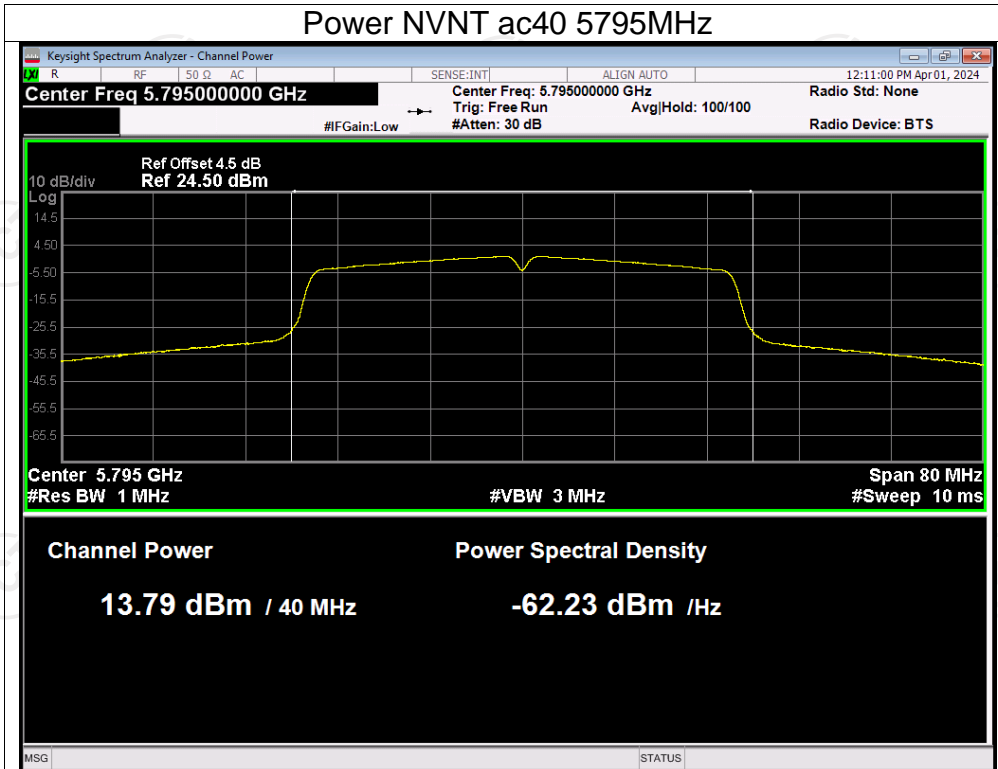 Power NVNT ac40 5795MHz
Keysight Spectrum Analyzer - Channel Power
LXI R RF 50 Ω AC SENSE:INT ALIGN AUTO 12:11:00 PM Apr 01, 2024
Center Freq 5.795000000 GHz Center Freq: 5.795000000 GHz Radio Std: None
Trig: Free Run Avg|Hold: 100/100
#IFGain:Low #Atten: 30 dB Radio Device: BTS
Ref Offset 4.5 dB
10 dB/div Ref 24.50 dBm
Log
14.5
4.50
-5.50
-15.5
-25.5
-35.5
-45.5
-55.5
-65.5
Center 5.795 GHz Span 80 MHz
#Res BW 1 MHz #VBW 3 MHz #Sweep 10 ms
Channel Power Power Spectral Density
13.79 dBm / 40 MHz -62.23 dBm /Hz
MSG STATUS